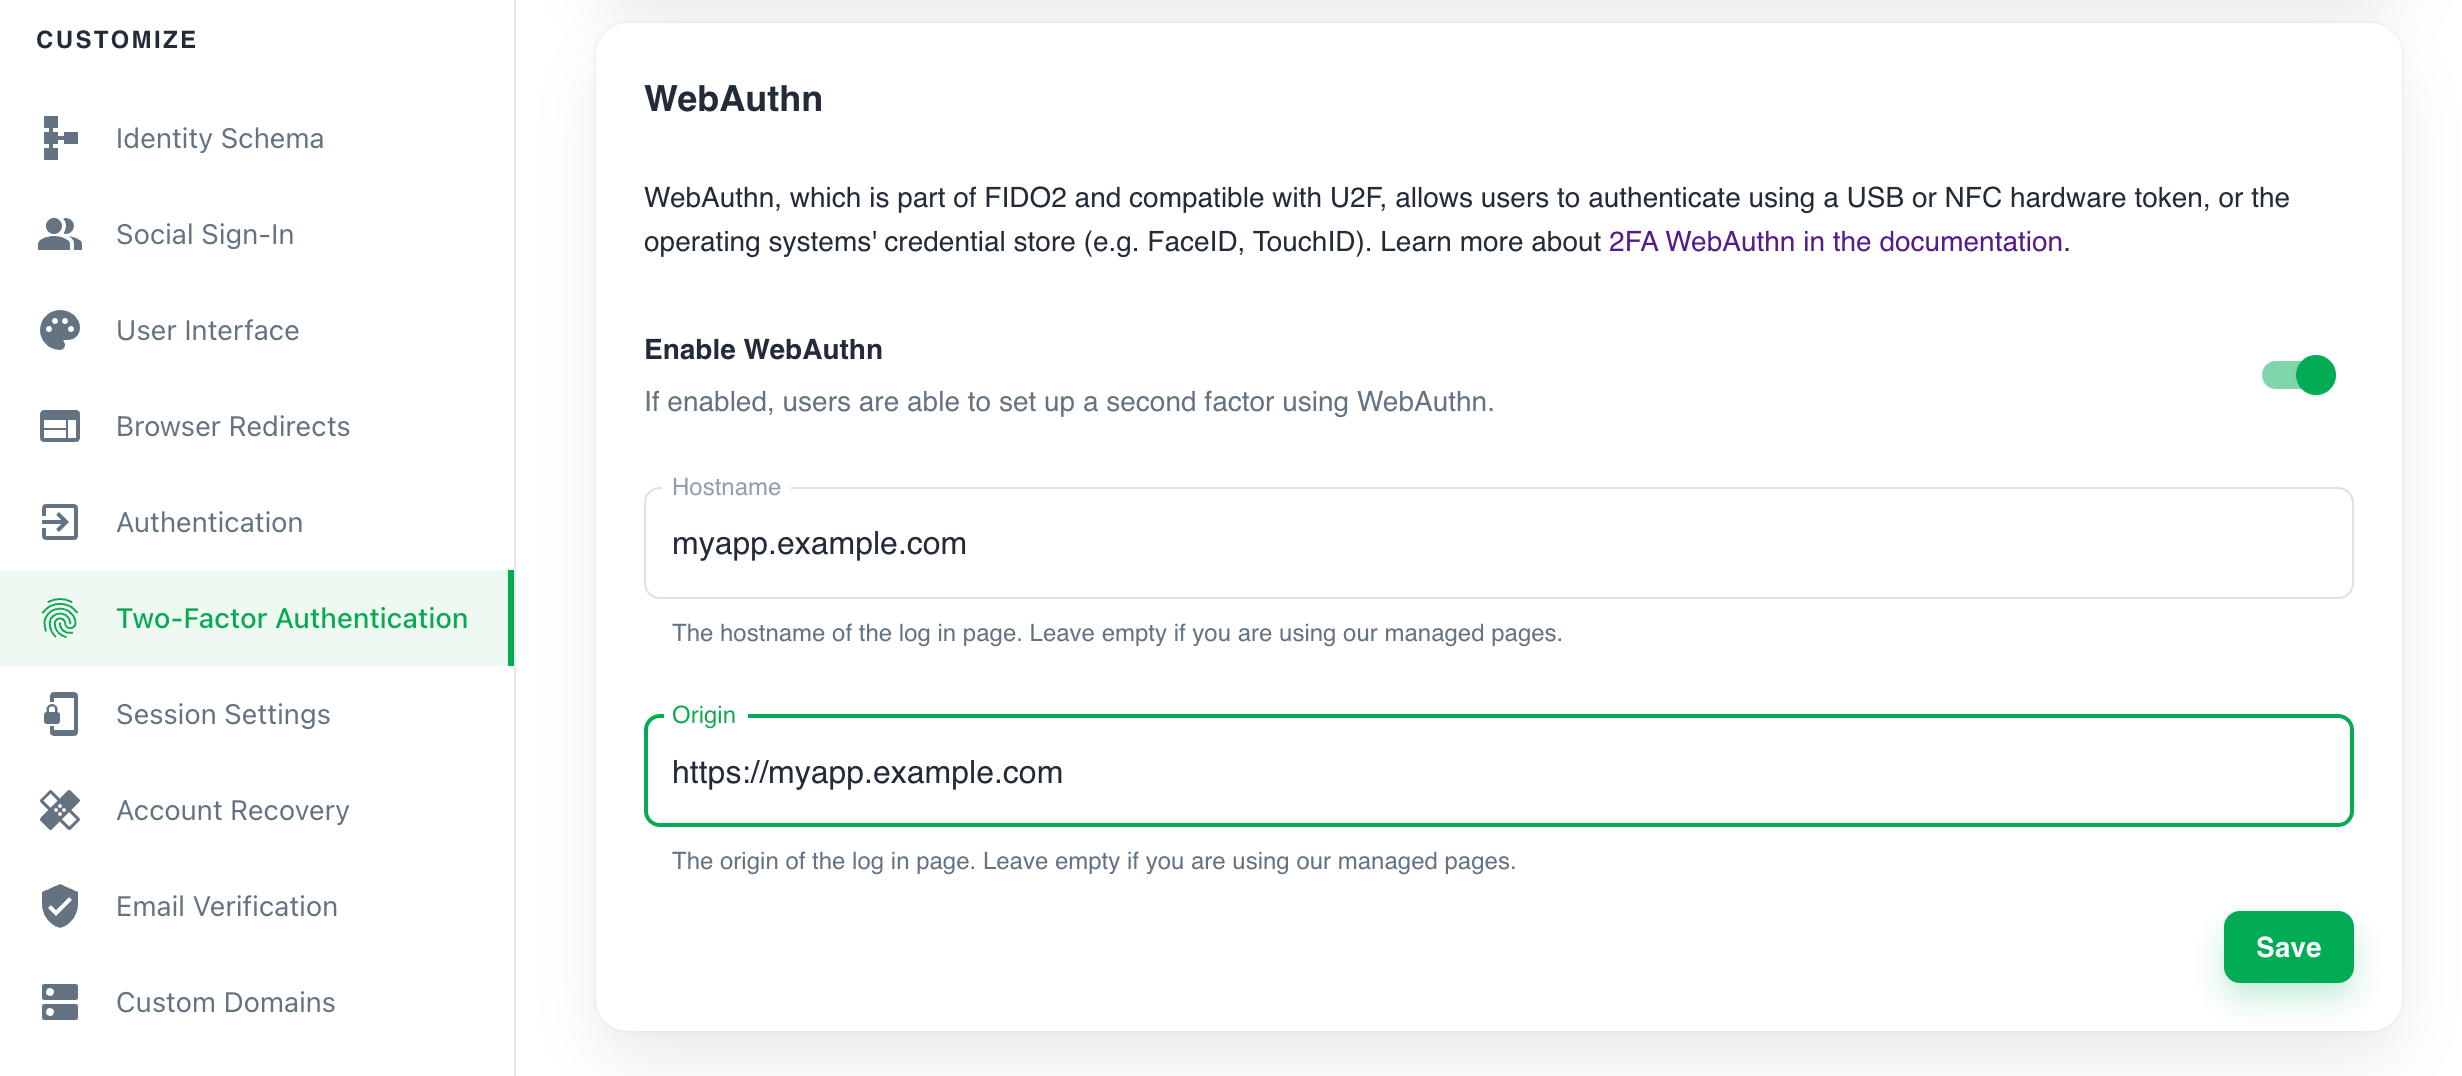 CUSTOMIZE
Identity Schema
Social Sign-In
User Interface
Browser Redirects
Authentication
Two-Factor Authentication
Session Settings
Account Recovery
Email Verification
Custom Domains
WebAuthn
WebAuthn, which is part of FIDO2 and compatible with U2F, allows users to authenticate using a USB or NFC hardware token, or the
operating systems' credential store (e.g. FaceID, TouchID). Learn more about 2FA WebAuthn in the documentation.
Enable WebAuthn
If enabled, users are able to set up a second factor using WebAuthn.
Hostname
myapp.example.com
The hostname of the log in page. Leave empty if you are using our managed pages.
Origin
https://myapp.example.com
The origin of the log in page. Leave empty if you are using our managed pages.
Save